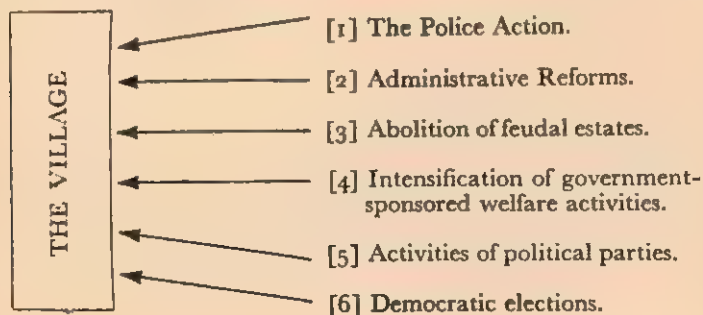 THE VILLAGE
[1] The Police Action.
[2] Administrative Reforms.
[3] Abolition of feudal estates.
[4] Intensification of government-
sponsored welfare activities.
[5] Activities of political parties.
[6] Democratic elections.